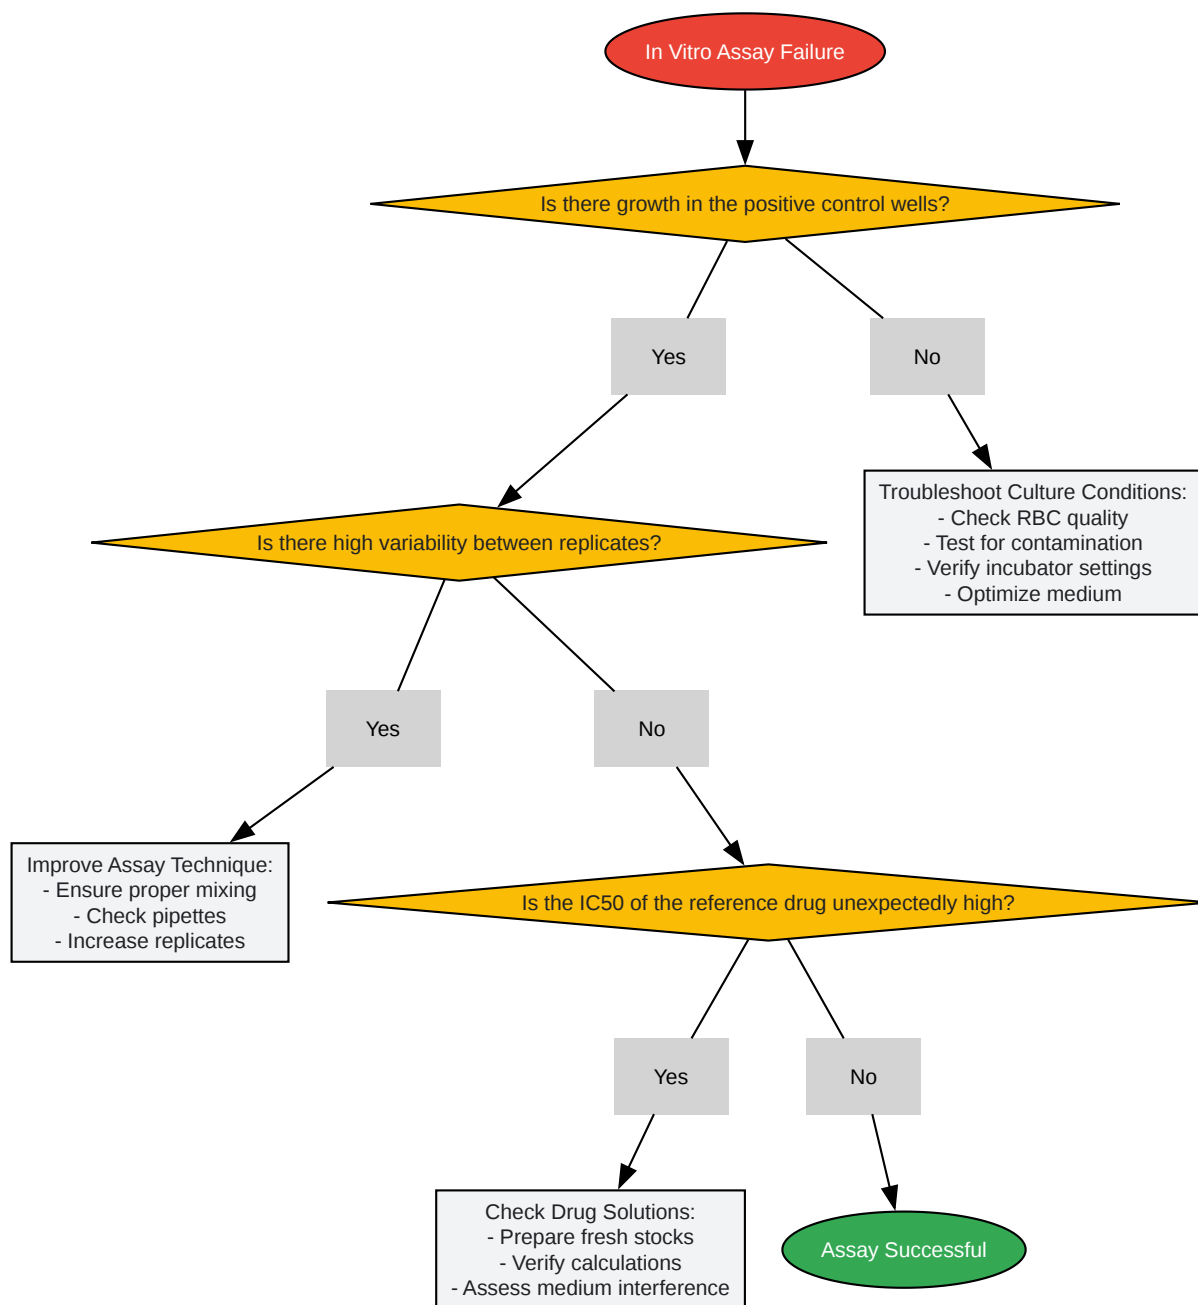 In Vitro Assay Failure
Is there growth in the positive control wells?
Yes
No
Troubleshoot Culture Conditions:
- Check RBC quality
- Test for contamination
- Verify incubator settings
- Optimize medium
Is there high variability between replicates?
Yes
No
Improve Assay Technique:
- Ensure proper mixing
- Check pipettes
- Increase replicates
Is the IC50 of the reference drug unexpectedly high?
Yes
No
Check Drug Solutions:
- Prepare fresh stocks
- Verify calculations
- Assess medium interference
Assay Successful